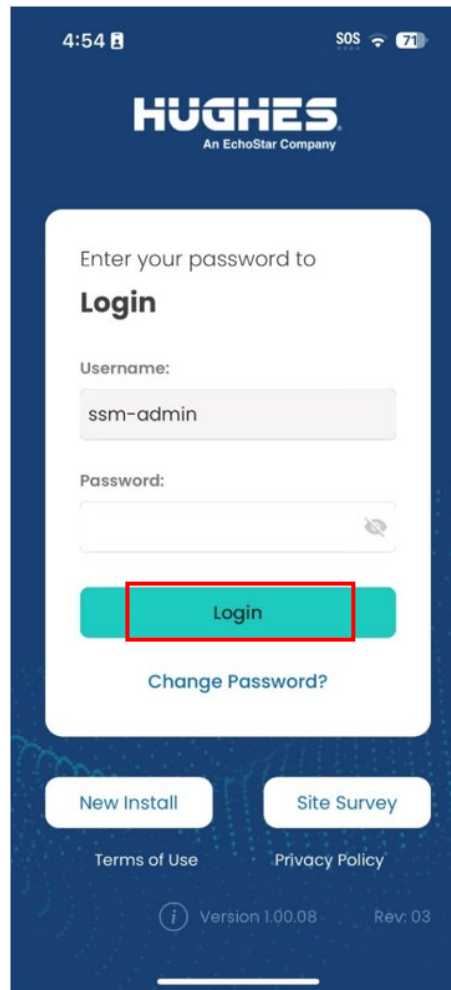 4:54
SOS
71
HUGHES.
An EchoStar Company
Enter your password to
Login
Username:
ssm-admin
Password:
Login
Change Password?
New Install
Site Survey
Terms of Use
Privacy Policy
i Version 1.00.08
Rev: 03